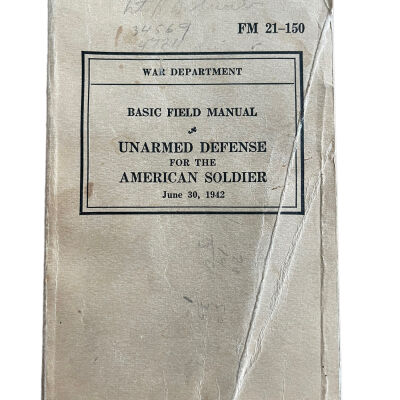 FM 21-150
WAR DEPARTMENT
BASIC FIELD MANUAL
UNARMED DEFENSE
FOR THE
AMERICAN SOLDIER
June 30, 1942